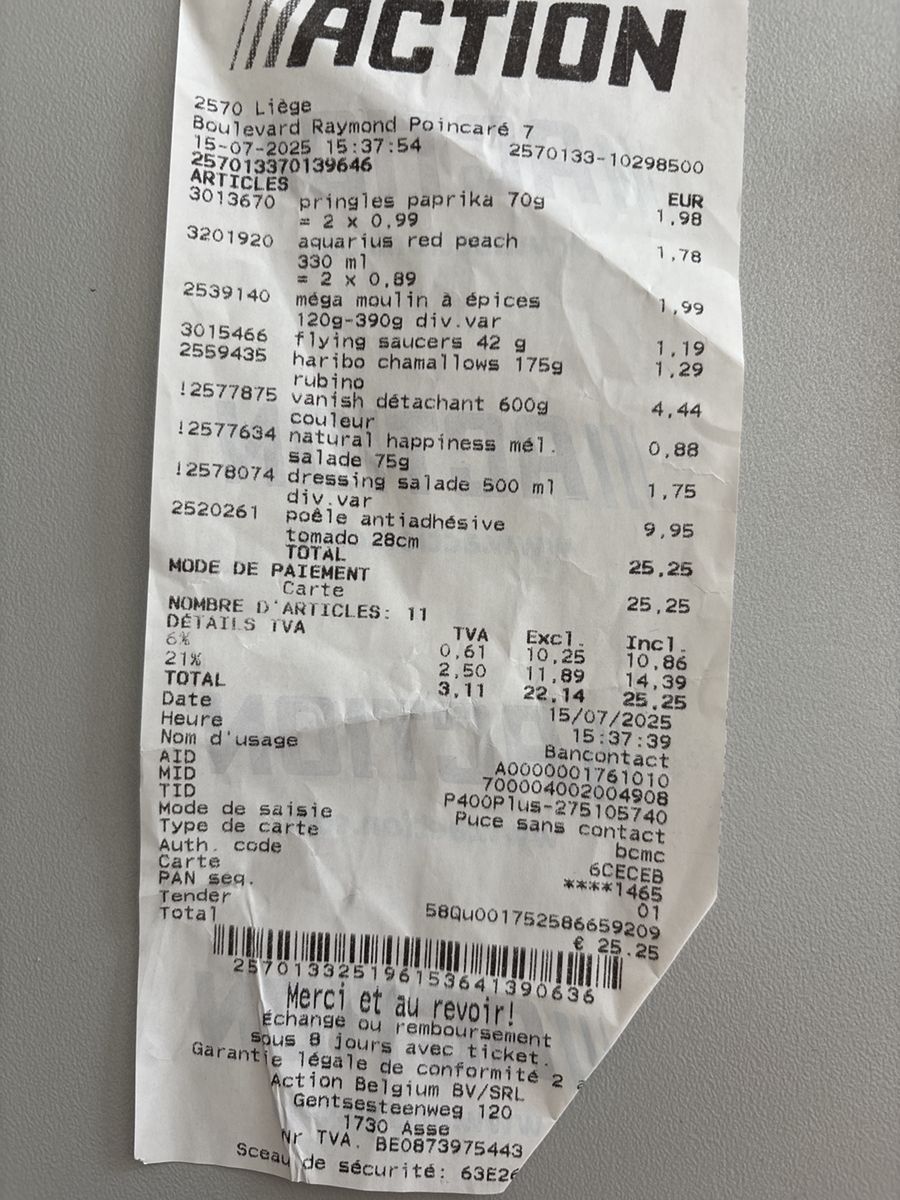 ACTION
2570 Liège
Boulevard Raymond Poincaré 7
15-07-2025 15:37:54 2570133-10298500
257013370139646
ARTICLES EUR
3013670 pringles paprika 70g 1,98
= 2 x 0,99
3201920 aquarius red peach 1,78
330 ml
= 2 x 0,89
2539140 méga moulin à épices 1,99
120g-390g div.var
3015466 flying saucers 42 g 1,19
2559435 haribo chamallows 175g 1,29
rubino
!2577875 vanish détachant 600g 4,44
couleur
!2577634 natural happiness mél. 0,88
salade 75g
!2578074 dressing salade 500 ml 1,75
div.var
2520261 poêle antiadhésive 9,95
tomado 28cm
TOTAL 25,25
MODE DE PAIEMENT
Carte 25,25
NOMBRE D'ARTICLES: 11
DÉTAILS TVA TVA Excl. Incl.
6% 0,61 10,25 10,86
21% 2,50 11,89 14,39
TOTAL 3,11 22,14 25,25
Date 15/07/2025
Heure 15:37:39
Nom d'usage Bancontact
AID A0000001761010
MID 700004002004908
TID P400Plus-275105740
Mode de saisie Puce sans contact
Type de carte bcmc
Auth. code 6CECEB
Carte ****1465
PAN seq. 01
Tender 58Qu001752586659209
Total € 25.25
257013325196153641390636
Merci et au revoir!
Échange ou remboursement
sous 8 jours avec ticket.
Garantie légale de conformité 2
Action Belgium BV/SRL
Gentsesteenweg 120
1730 Asse
Nr TVA. BE0873975443
Sceau de sécurité: 63E26